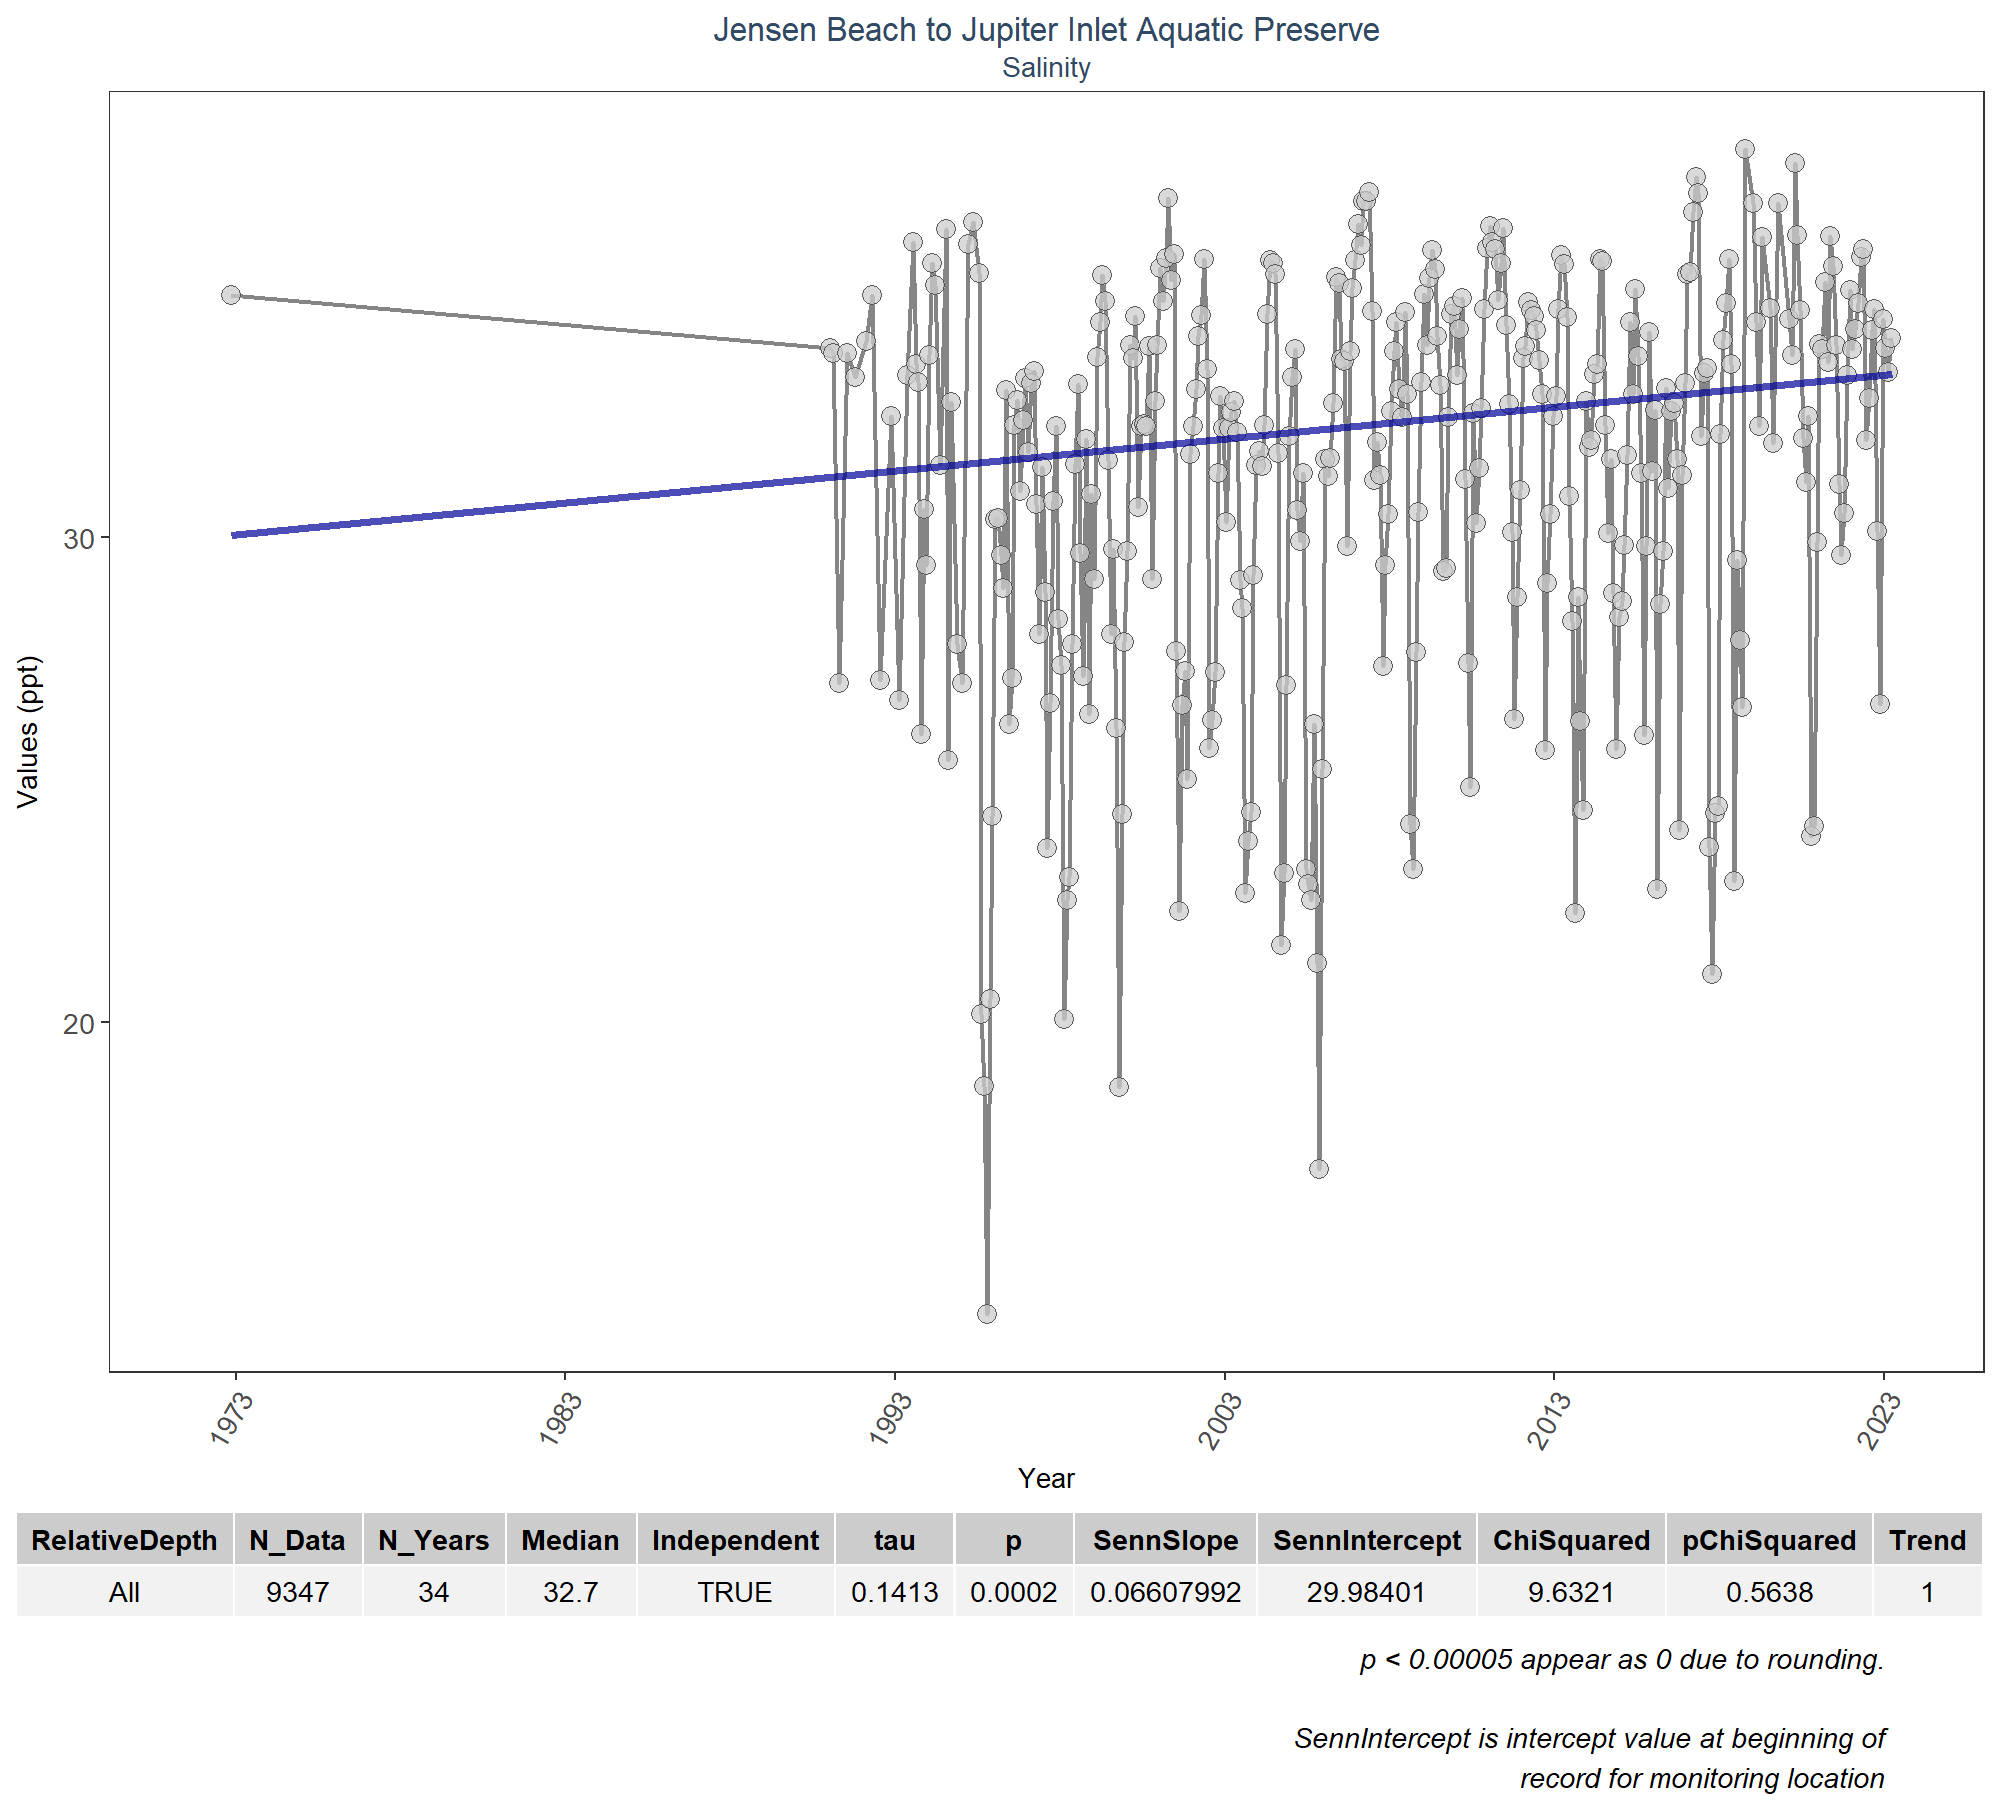 Jensen Beach to Jupiter Inlet Aquatic Preserve
Salinity
30
20
Values (ppt)
1973 1983 1993 2003 2013 2023
Year
RelativeDepth N_Data N_Years Median Independent tau p SennSlope SennIntercept ChiSquared pChiSquared Trend
All 9347 34 32.7 TRUE 0.1413 0.0002 0.06607992 29.98401 9.6321 0.5638 1
p < 0.00005 appear as 0 due to rounding.
SennIntercept is intercept value at beginning of
record for monitoring location